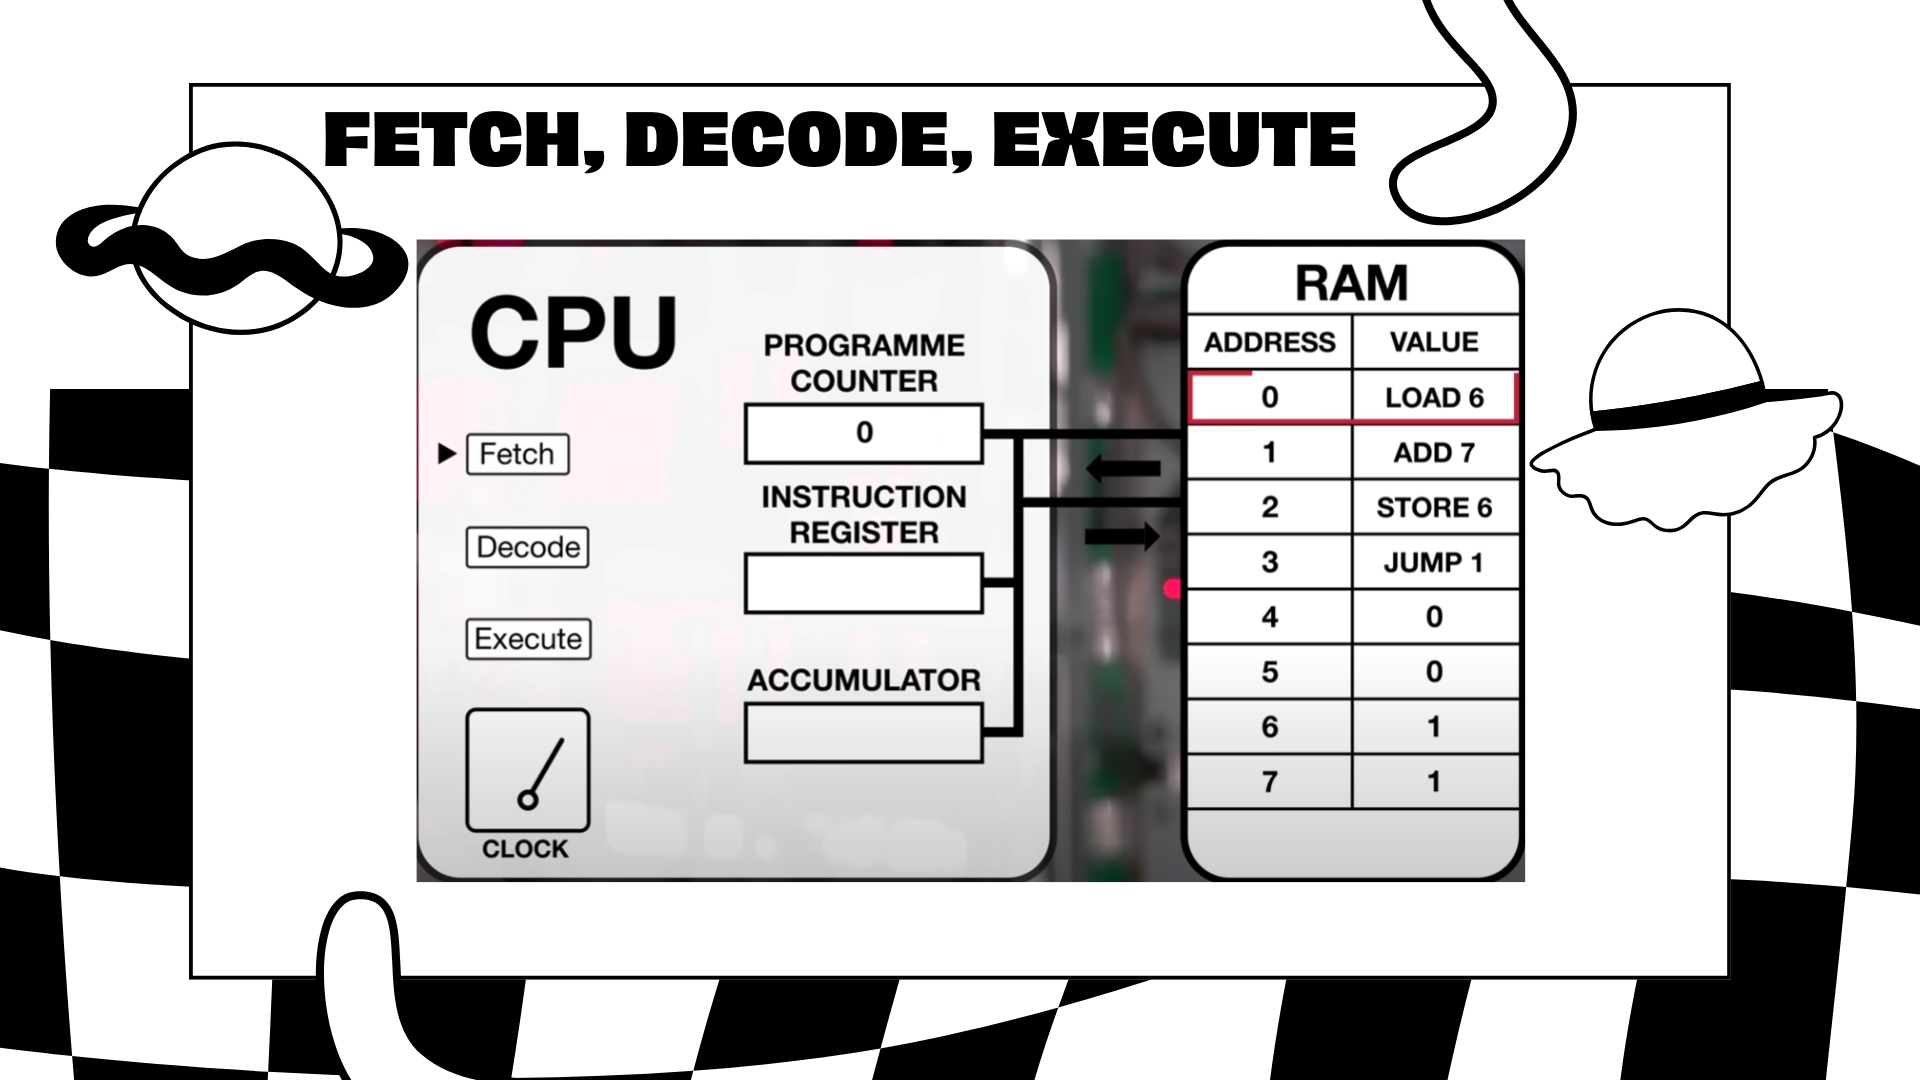 FETCH, DECODE, EXECUTE
CPU
PROGRAMME
COUNTER
0
Fetch
INSTRUCTION
REGISTER
Decode
Execute
ACCUMULATOR
CLOCK
RAM
ADDRESS VALUE
0 LOAD 6
1 ADD 7
2 STORE 6
3 JUMP 1
4 0
5 0
6 1
7 1